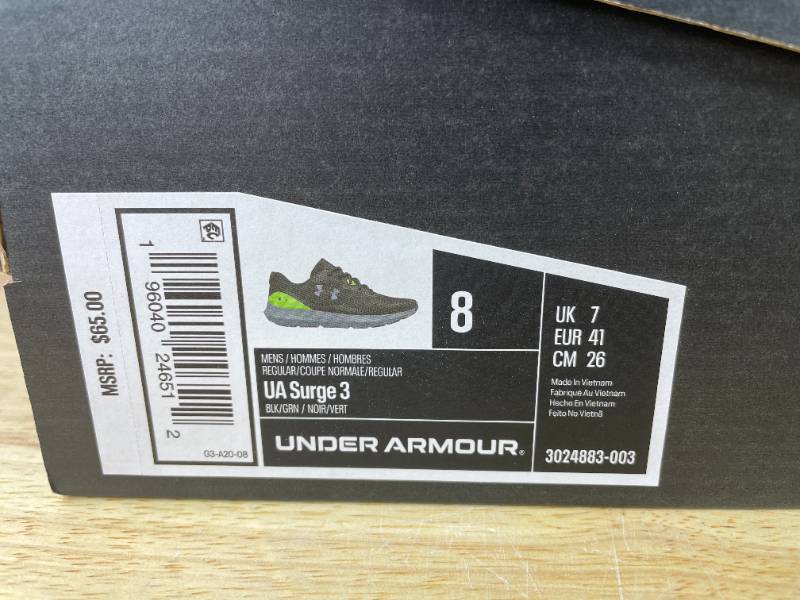 MSRP: $65.00
1 96040 24651 2
03-A20-08
8
MENS / HOMMES / HOMBRES
REGULAR/COUPE NORMALE/REGULAR
UA Surge 3
BLK/GRN / NOIR/VERT
UNDER ARMOUR®
UK 7
EUR 41
CM 26
Made In Vietnam
Fabriqué Au Vietnam
Hecho En Vietnam
Feito No Vietnã
3024883-003